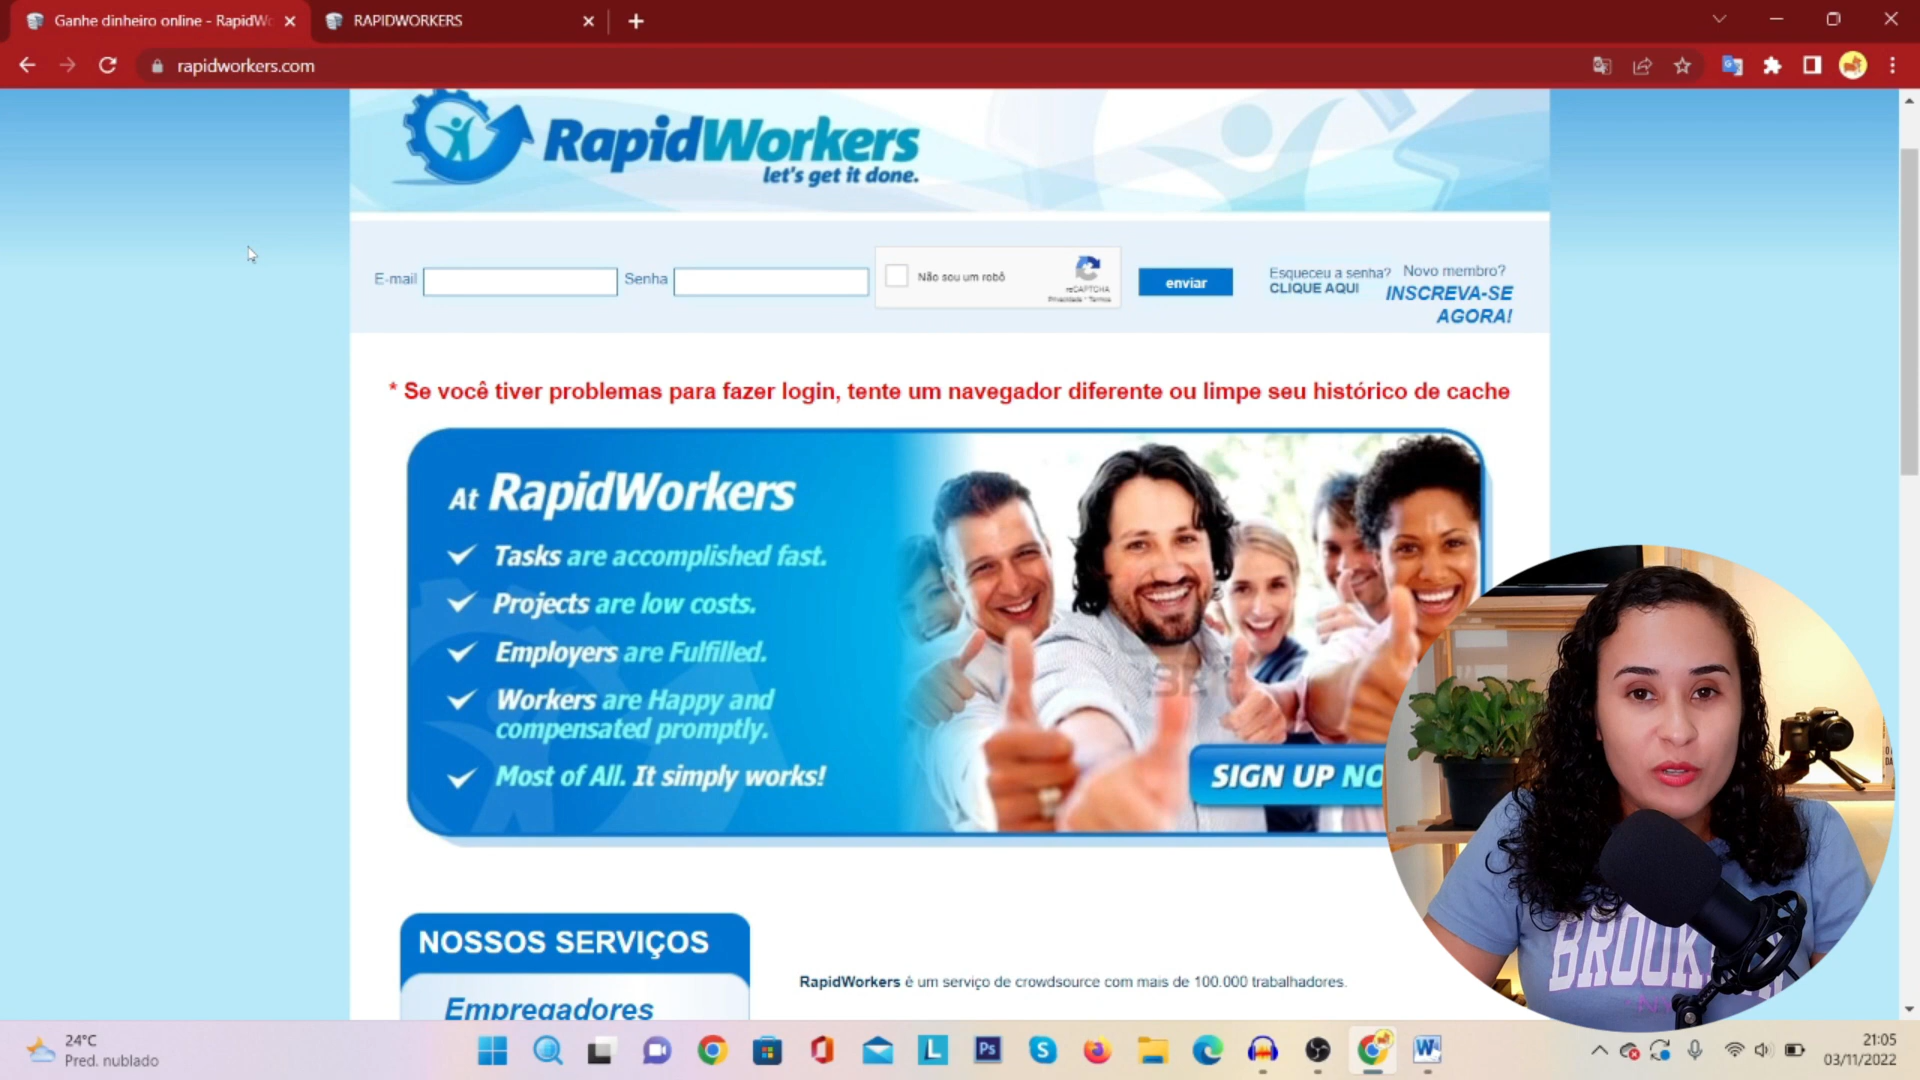 Ganhe dinheiro online - RapidWo
RAPIDWORKERS
rapidworkers.com
RapidWorkers
let's get it done.
E-mail
Senha
Não sou um robô
reCAPTCHA
Privacidade - Termos
enviar
Esqueceu a senha?
CLIQUE AQUI
Novo membro?
INSCREVA-SE
AGORA!
* Se você tiver problemas para fazer login, tente um navegador diferente ou limpe seu histórico de cache
At RapidWorkers
Tasks are accomplished fast.
Projects are low costs.
Employers are Fulfilled.
Workers are Happy and
compensated promptly.
Most of All. It simply works!
SIGN UP NO
NOSSOS SERVIÇOS
Empregadores
RapidWorkers é um serviço de crowdsource com mais de 100.000 trabalhadores.
BROOK
24°C
Pred. nublado
L
Ps
S
W
21:05
03/11/2022